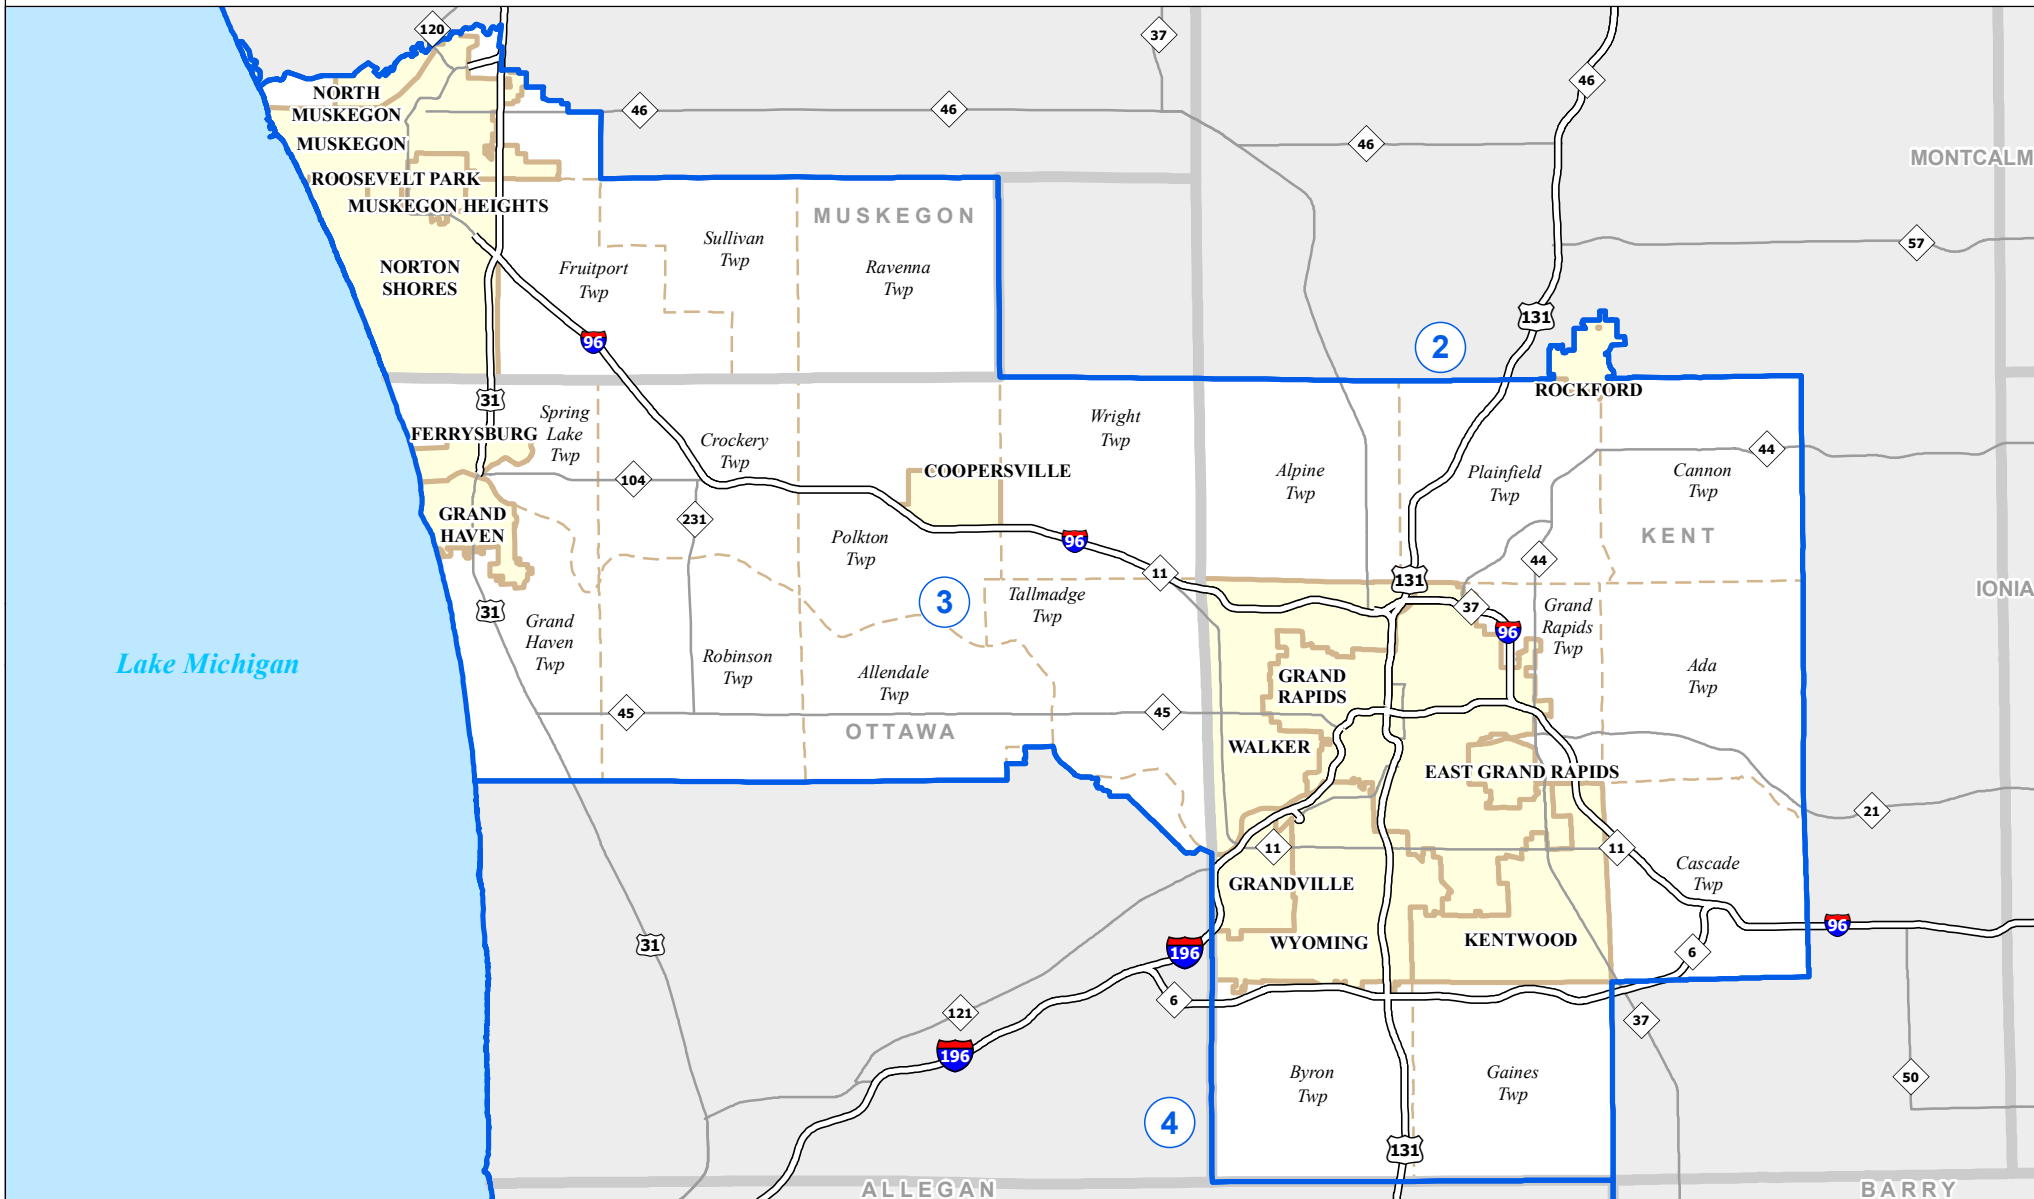 120
37
46
NORTH
MUSKEGON
46
46
MUSKEGON
46
MONTCALM
ROOSEVELT PARK
MUSKEGON HEIGHTS
MUSKEGON
Sullivan
Twp
57
NORTON
SHORES
Fruitport
Twp
Ravenna
Twp
131
96
2
ROCKFORD
31
Spring
Lake
Twp
FERRYSBURG
Crockery
Twp
Wright
Twp
44
COOPERSVILLE
Alpine
Twp
Plainfield
Twp
Cannon
Twp
104
GRAND
HAVEN
231
Polkton
Twp
96
KENT
44
11
131
IONIA
3
Tallmadge
Twp
31
37
Grand
Rapids
Twp
96
Grand
Haven
Twp
Lake Michigan
Robinson
Twp
Allendale
Twp
GRAND
RAPIDS
Ada
Twp
45
45
OTTAWA
WALKER
EAST GRAND RAPIDS
21
11
11
Cascade
Twp
GRANDVILLE
96
31
WYOMING
KENTWOOD
196
6
6
121
37
196
Byron
Twp
Gaines
Twp
50
4
131
ALLEGAN
BARRY